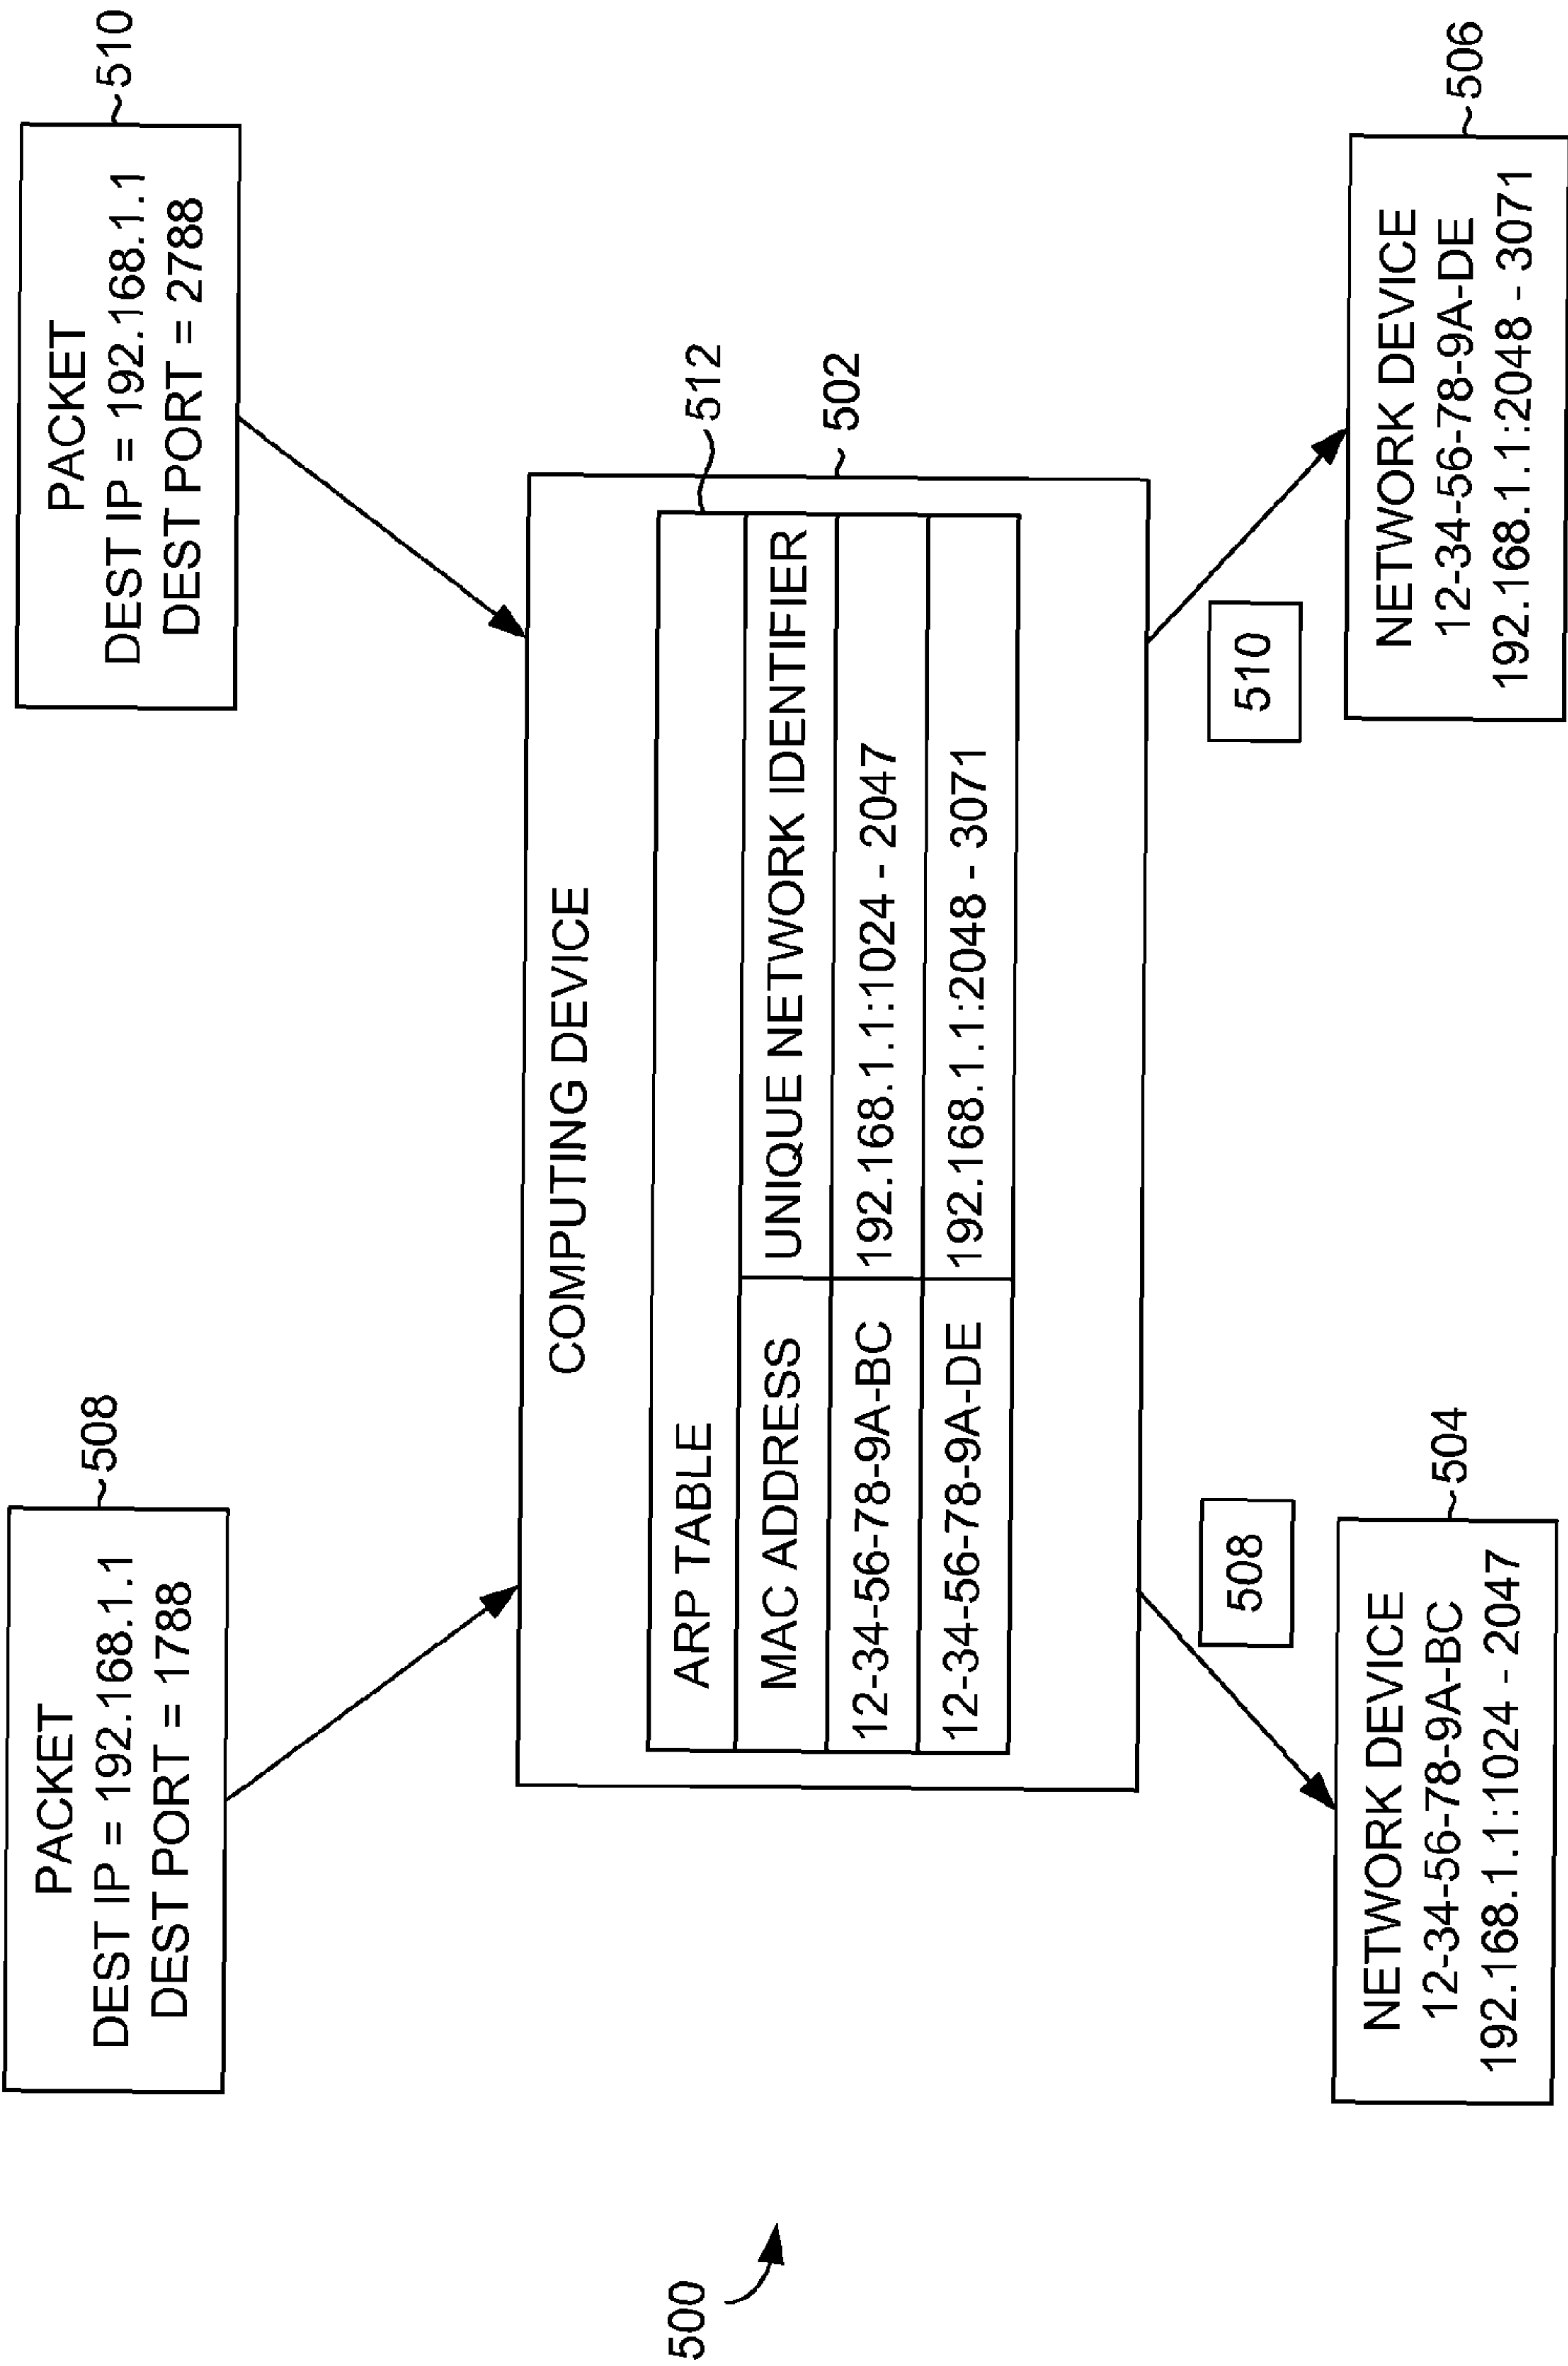 PACKET
DEST IP = 192.168.1.1
DEST PORT = 1788
508
PACKET
DEST IP = 192.168.1.1
DEST PORT = 2788
510
COMPUTING DEVICE
502
512
ARP TABLE
MAC ADDRESS UNIQUE NETWORK IDENTIFIER
12-34-56-78-9A-BC 192.168.1.1:1024 - 2047
12-34-56-78-9A-DE 192.168.1.1:2048 - 3071
500
508
510
NETWORK DEVICE
12-34-56-78-9A-BC
192.168.1.1:1024 - 2047
504
NETWORK DEVICE
12-34-56-78-9A-DE
192.168.1.1:2048 - 3071
506